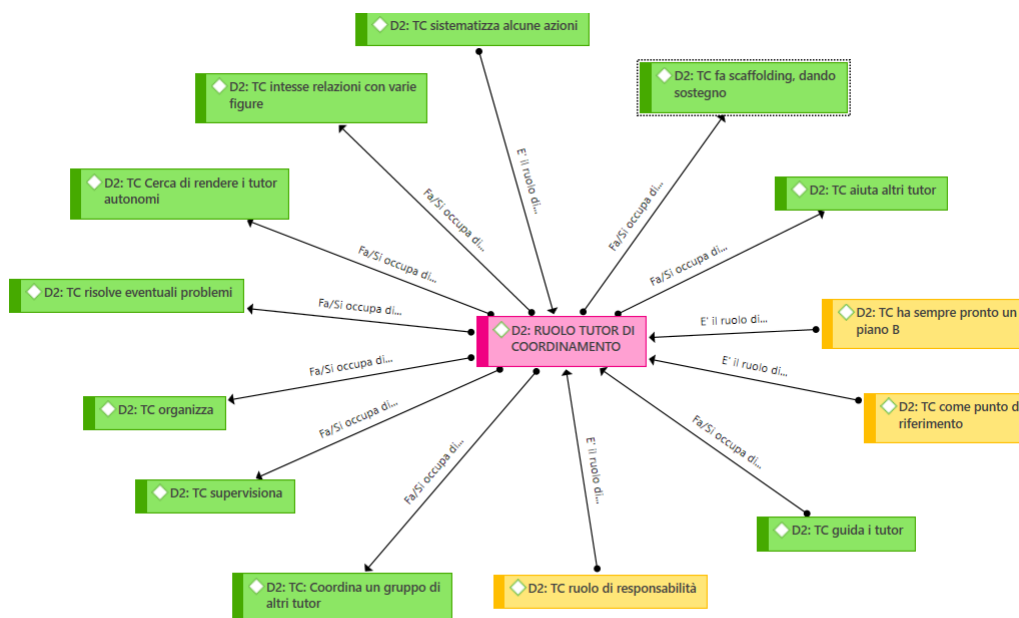 D2: TC sistematizza alcune azioni
D2: TC fa scaffolding, dando
sostegno
D2: TC intesse relazioni con varie
figure
E' il ruolo di...
Fa/Si occupa di...
Fa/Si occupa di...
D2: TC Cerca di rendere i tutor
autonomi
D2: TC aiuta altri tutor
Fa/Si occupa di...
Fa/Si occupa di...
D2: TC risolve eventuali problemi
Fa/Si occupa di...
D2: RUOLO TUTOR DI
COORDINAMENTO
E' il ruolo di...
D2: TC ha sempre pronto un
piano B
Fa/Si occupa di...
E' il ruolo di...
D2: TC organizza
D2: TC come punto d
riferimento
Fa/Si occupa di...
Fa/Si occupa di...
Fa/Si occupa di...
E' il ruolo di...
D2: TC supervisiona
D2: TC guida i tutor
D2: TC: Coordina un gruppo di
altri tutor
D2: TC ruolo di responsabilità